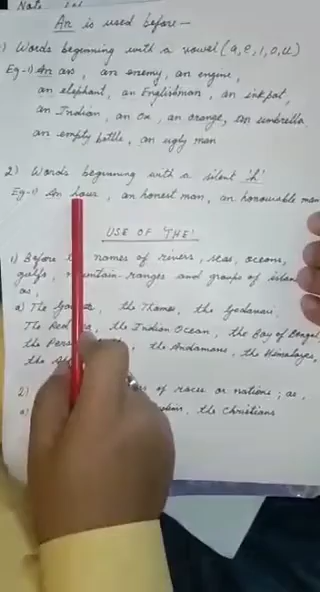 Note
An is used before—
1) Words beginning with a vowel (a, e, i, o, u)
Eg-1) An ass, an enemy, an engine,
an elephant, an Englishman, an inkpot,
an Indian, an Ox, an orange, an umbrella
an empty bottle, an ugly man
2) Words beginning with a silent 'h'
Eg-1) An hour, an honest man, an honourable man
USE OF 'THE'
1) Before names of rivers, seas, oceans,
gulfs, mountain-ranges and groups of islan
as,
a) The the Thames, the Godavari,
The Red the Indian Ocean, the Bay of Bengal,
the the Andamans, the Himalayas,
the
2) of races or nations; as,
a) the Christians